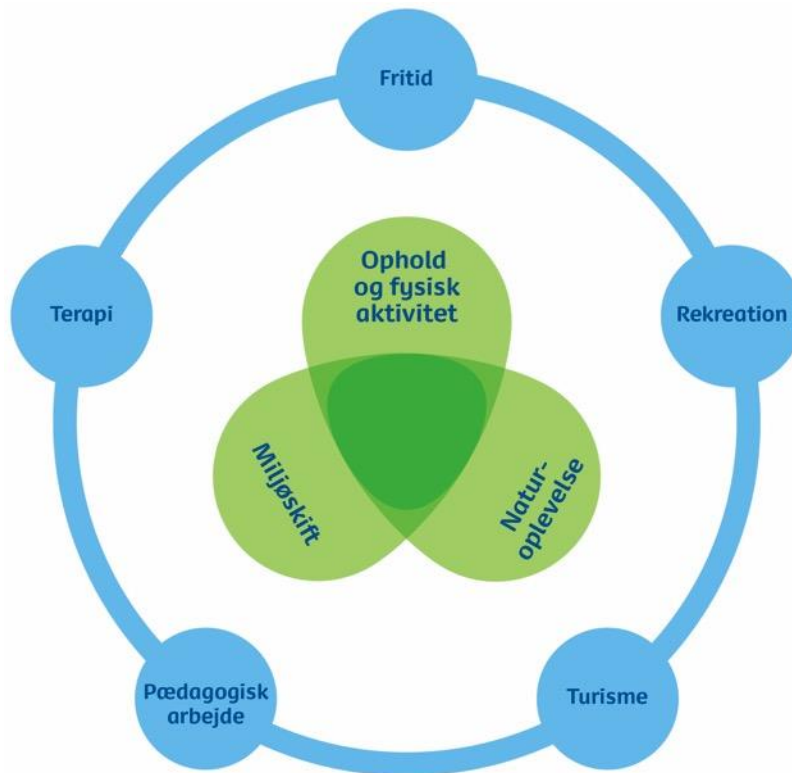 Fritid
Terapi
Ophold
og fysisk
aktivitet
Rekreation
Miljøskift
Natur-
oplevelse
Pædagogisk
arbejde
Turisme